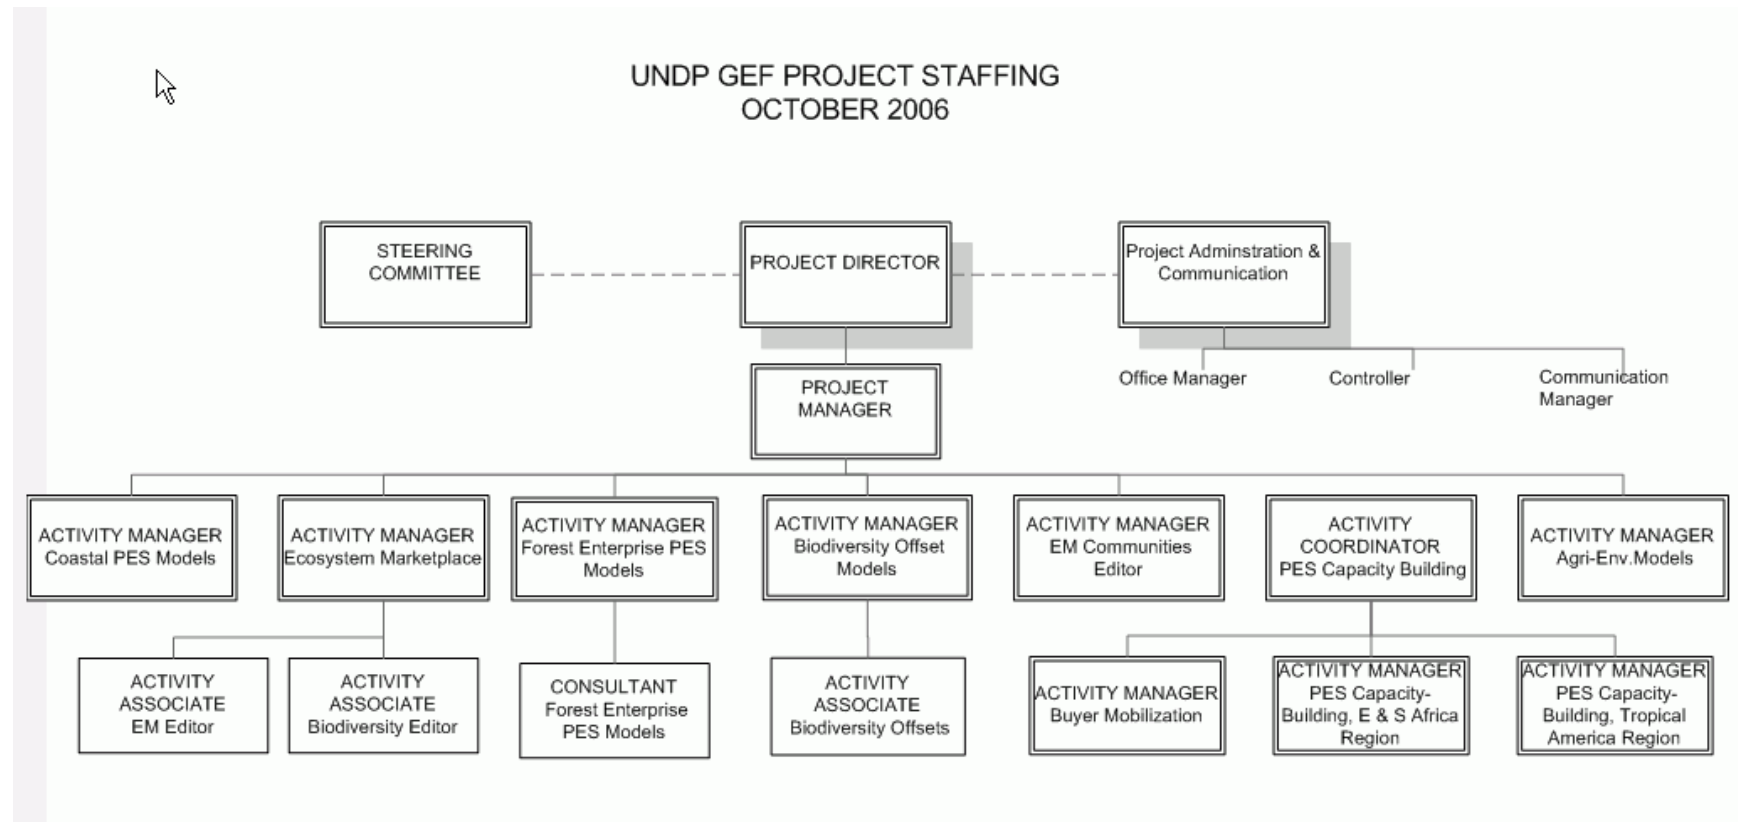 UNDP GEF PROJECT STAFFING
OCTOBER 2006
STEERING
COMMITTEE
PROJECT DIRECTOR
Project Adminstration &
Communication
Office Manager
Controller
Communication
Manager
PROJECT
MANAGER
ACTIVITY MANAGER
Coastal PES Models
ACTIVITY MANAGER
Ecosystem Marketplace
ACTIVITY MANAGER
Forest Enterprise PES
Models
ACTIVITY MANAGER
Biodiversity Offset
Models
ACTIVITY MANAGER
EM Communities
Editor
ACTIVITY
COORDINATOR
PES Capacity Building
ACTIVITY MANAGER
Agri-Env.Models
ACTIVITY
ASSOCIATE
EM Editor
ACTIVITY
ASSOCIATE
Biodiversity Editor
CONSULTANT
Forest Enterprise
PES Models
ACTIVITY
ASSOCIATE
Biodiversity Offsets
ACTIVITY MANAGER
Buyer Mobilization
ACTIVITY MANAGER
PES Capacity-
Building, E & S Africa
Region
ACTIVITY MANAGER
PES Capacity-
Building, Tropical
America Region